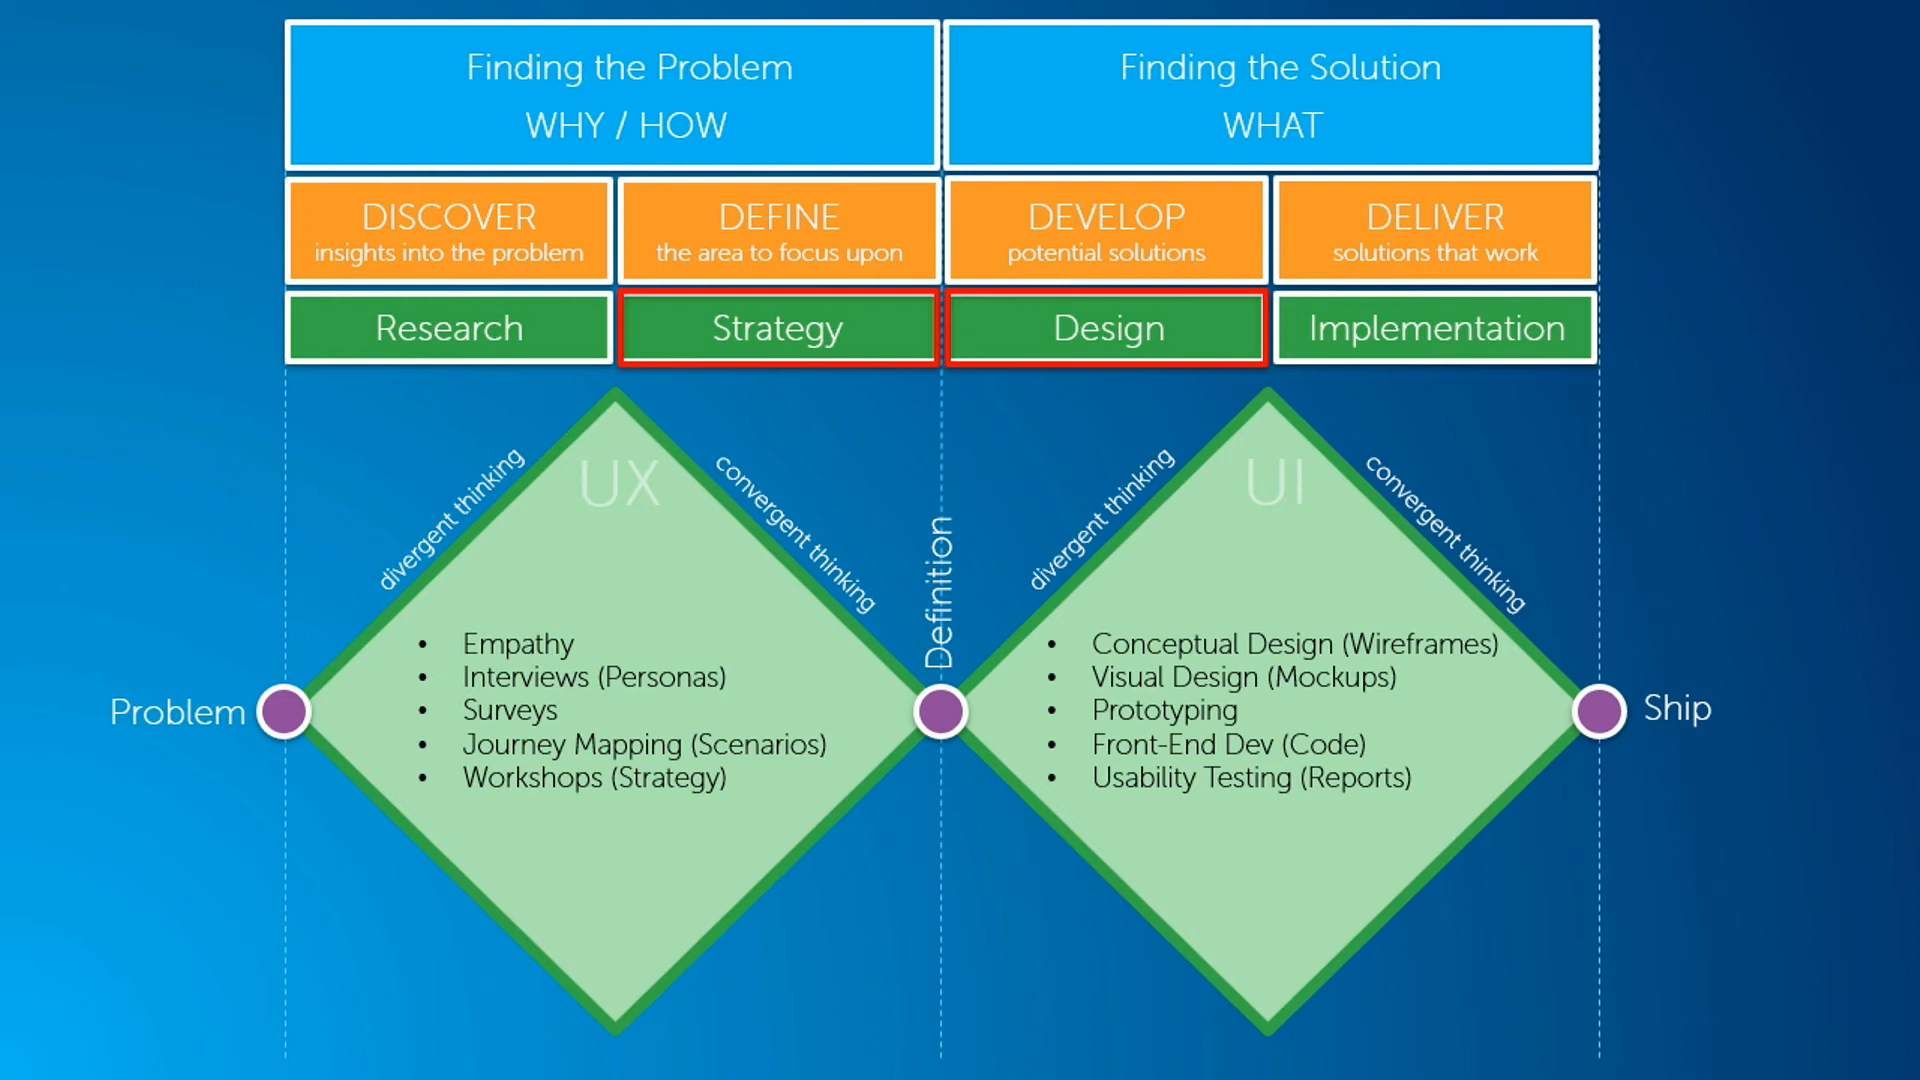 Finding the Problem
WHY / HOW
Finding the Solution
WHAT
DISCOVER
insights into the problem
DEFINE
the area to focus upon
DEVELOP
potential solutions
DELIVER
solutions that work
Research
Strategy
Design
Implementation
UX
divergent thinking
convergent thinking
• Empathy
• Interviews (Personas)
• Surveys
• Journey Mapping (Scenarios)
• Workshops (Strategy)
Problem
Definition
UI
divergent thinking
convergent thinking
• Conceptual Design (Wireframes)
• Visual Design (Mockups)
• Prototyping
• Front-End Dev (Code)
• Usability Testing (Reports)
Ship